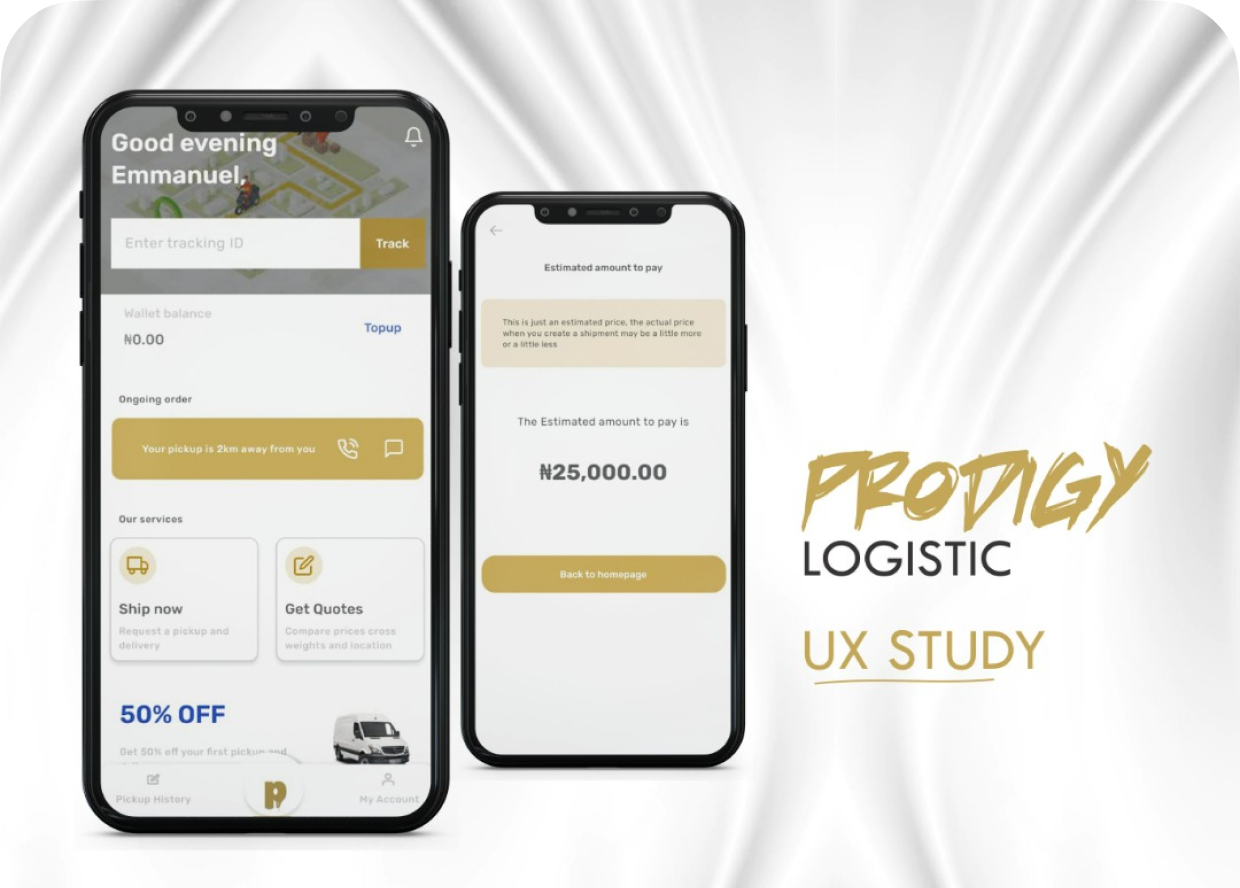 Good evening
Emmanuel,
Enter tracking ID
Track
Wallet balance
₦0.00
Topup
Ongoing order
Your pickup is 2km away from you
Our services
Ship now
Request a pickup and
delivery
Get Quotes
Compare prices cross
weights and location
50% OFF
Get 50% off your first pickup and
Pickup History
My Account
Estimated amount to pay
This is just an estimated price, the actual price
when you create a shipment may be a little more
or a little less
The Estimated amount to pay is
₦25,000.00
Back to homepage
PRODIGY
LOGISTIC
UX STUDY